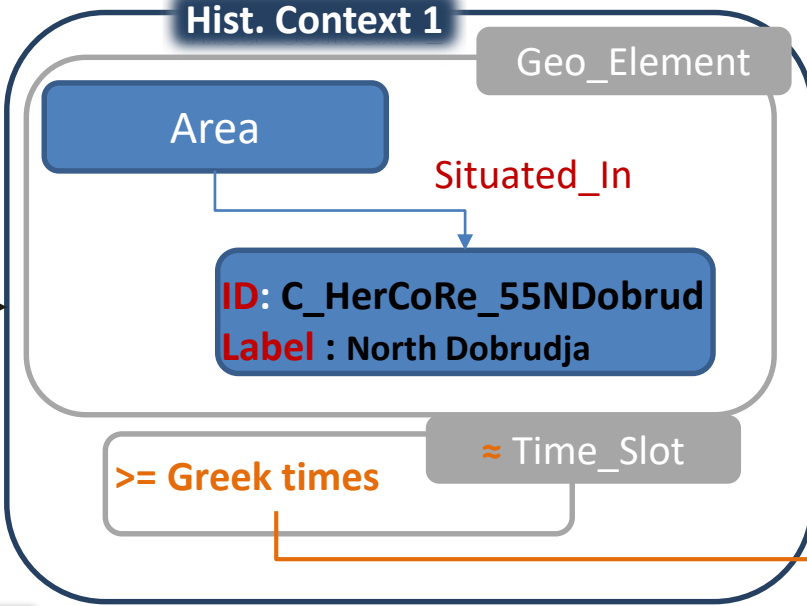 Hist. Context 1
Geo_Element
Area
Situated_In
ID: C_HerCoRe_55NDobrud
Label : North Dobrudja
≈ Time_Slot
>= Greek times